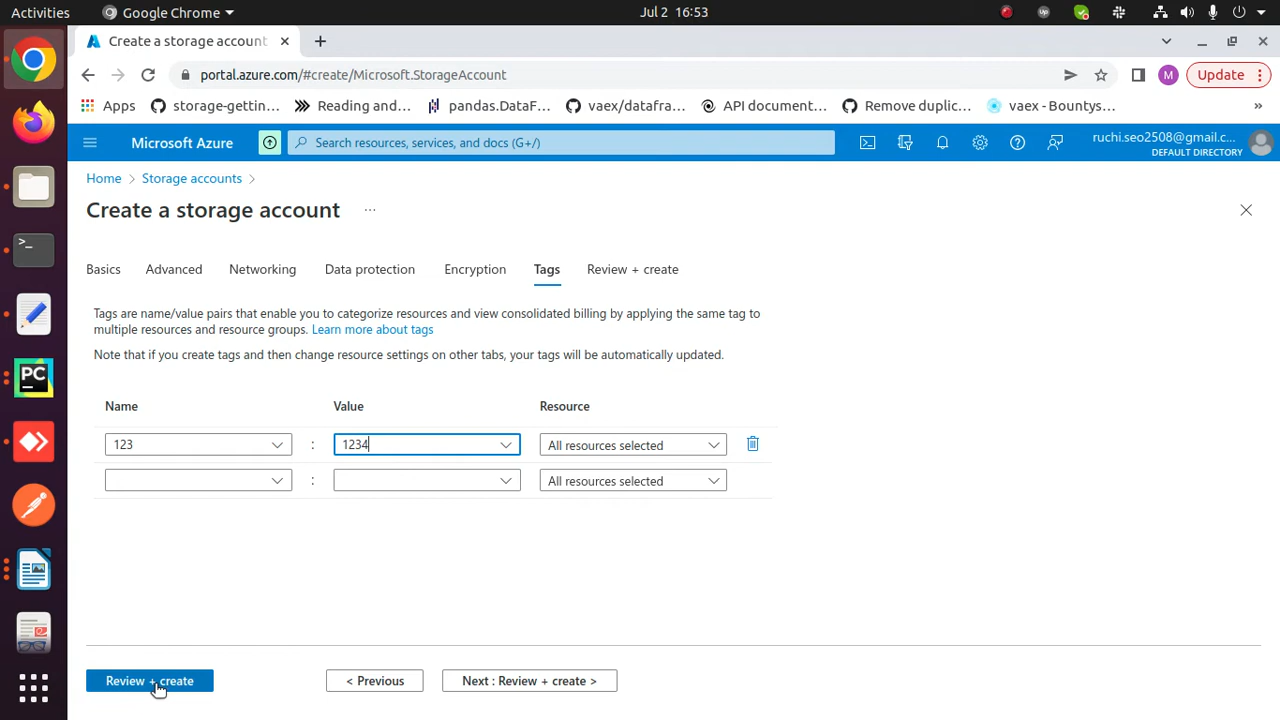 Activities Google Chrome Jul 2 16:53
Create a storage account
portal.azure.com/#create/Microsoft.StorageAccount M Update
Apps storage-gettin... Reading and... pandas.DataF... vaex/datafra... API document... Remove duplic... vaex - Bountys... »
Microsoft Azure Search resources, services, and docs (G+/) ruchi.seo2508@gmail.c...
DEFAULT DIRECTORY
Home > Storage accounts >
Create a storage account ...
Basics Advanced Networking Data protection Encryption Tags Review + create
Tags are name/value pairs that enable you to categorize resources and view consolidated billing by applying the same tag to
multiple resources and resource groups. Learn more about tags
Note that if you create tags and then change resource settings on other tabs, your tags will be automatically updated.
Name Value Resource
123 : 1234 All resources selected
: All resources selected
Review + create < Previous Next : Review + create >
PC
Up
>_